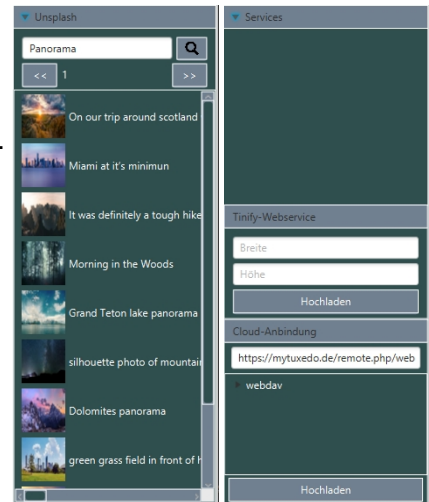 Unsplash
Panorama
<< 1 >>
On our trip around scotland
Miami at it's minimun
It was definitely a tough hike
Morning in the Woods
Grand Teton lake panorama
silhouette photo of mountain
Dolomites panorama
green grass field in front of h
Services
Tinify-Webservice
Breite
Höhe
Hochladen
Cloud-Anbindung
https://mytuxedo.de/remote.php/web
webdav
Hochladen